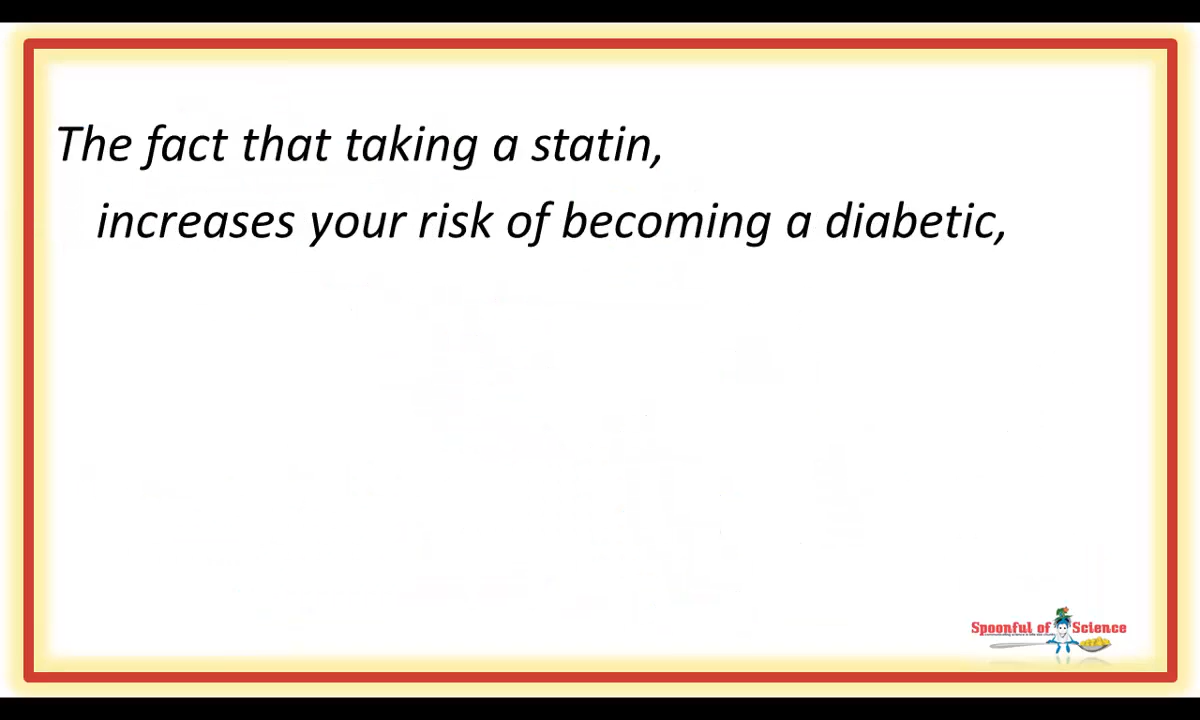 The fact that taking a statin,
increases your risk of becoming a diabetic,
Spoonful of Science